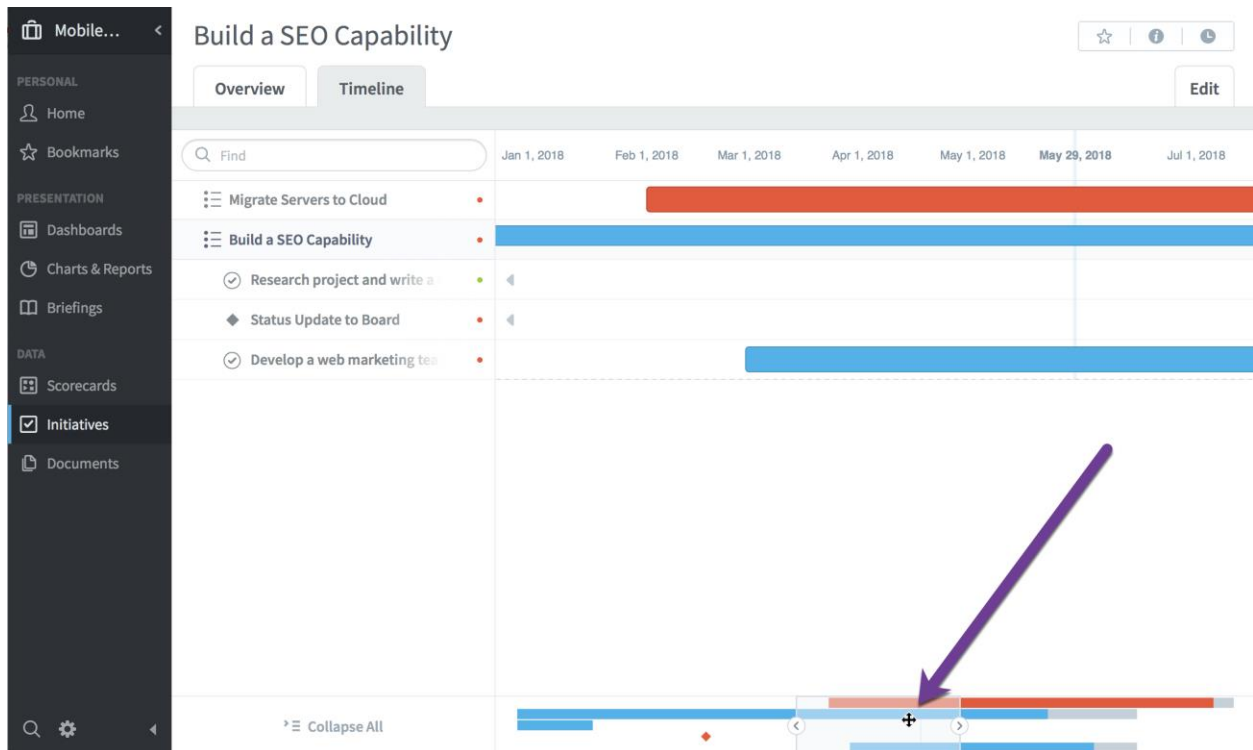 Mobile...
PERSONAL
Home
Bookmarks
PRESENTATION
Dashboards
Charts & Reports
Briefings
DATA
Scorecards
Initiatives
Documents
Build a SEO Capability
Overview
Timeline
Edit
Find
Jan 1, 2018 Feb 1, 2018 Mar 1, 2018 Apr 1, 2018 May 1, 2018 May 29, 2018 Jul 1, 2018
Migrate Servers to Cloud
Build a SEO Capability
Research project and write a
Status Update to Board
Develop a web marketing tea
Collapse All